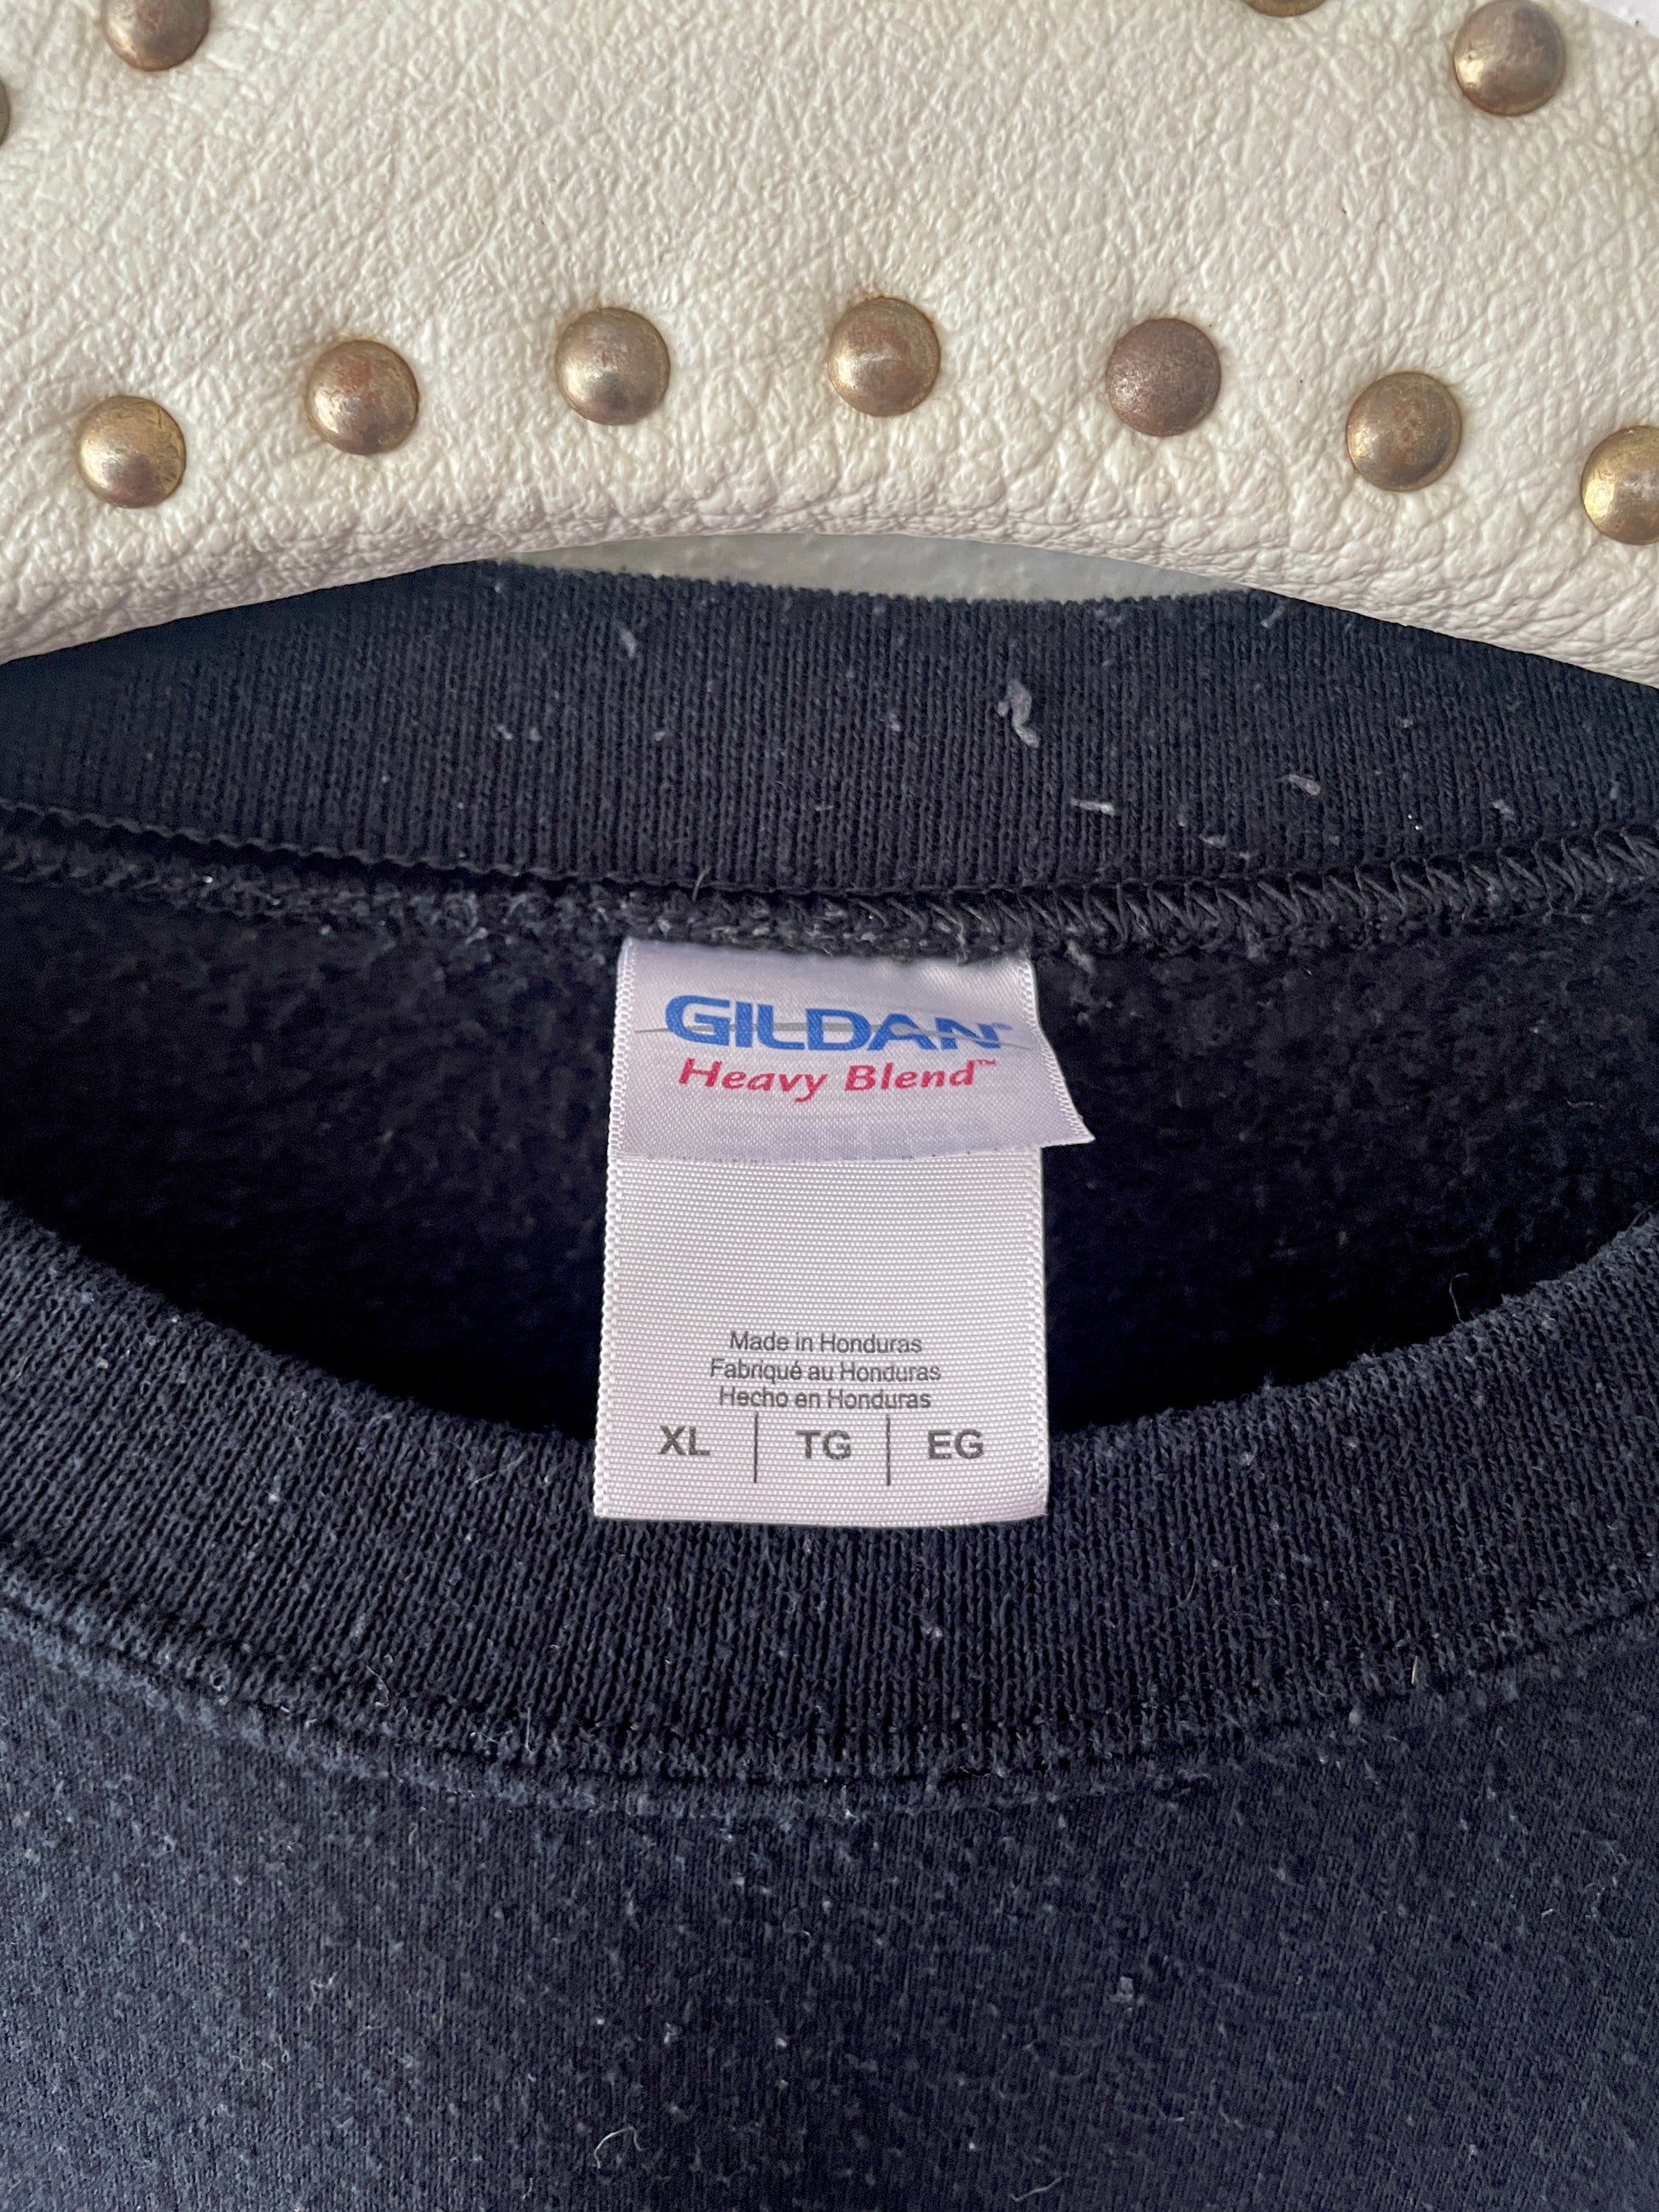 GILDAN®
Heavy Blend™
Made in Honduras
Fabriqué au Honduras
Hecho en Honduras
XL | TG | EG